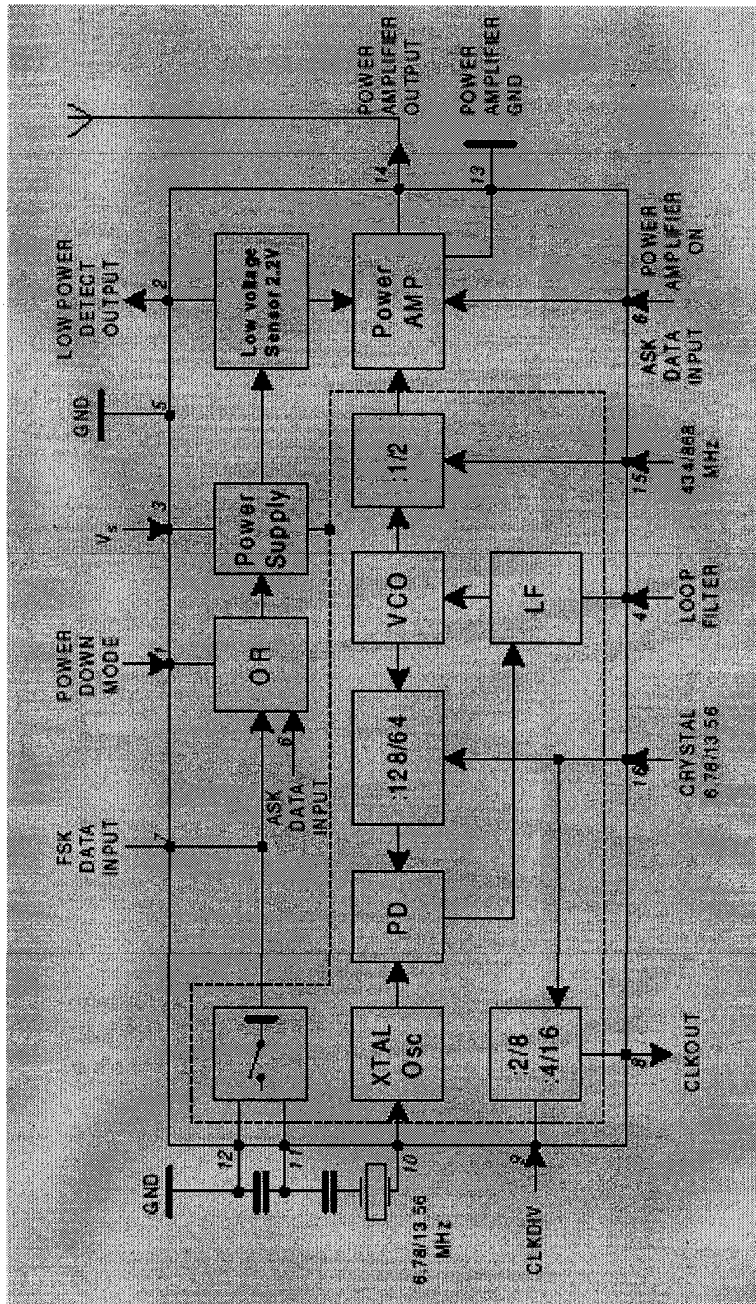 FSK
DATA
INPUT
7
POWER
DOWN
MODE
1
Vs
3
GND
5
LOW POWER
DETECT
OUTPUT
2
GND
12
11
ASK
DATA
INPUT
6
OR
Power
Supply
Low voltage
Sensor 2.2V
POWER
AMPLIFIER
OUTPUT
14
6.78/13.56
MHz
10
XTAL
Osc
PD
:128/64
VCO
:1/2
Power
AMP
POWER
AMPLIFIER
GND
13
CLKDIV
9
:2/8
:4/16
LF
8
CLKOUT
16
CRYSTAL
6.78/13.56
4
LOOP
FILTER
15
434/868
MHz
ASK
DATA
INPUT
6
POWER
AMPLIFIER
ON